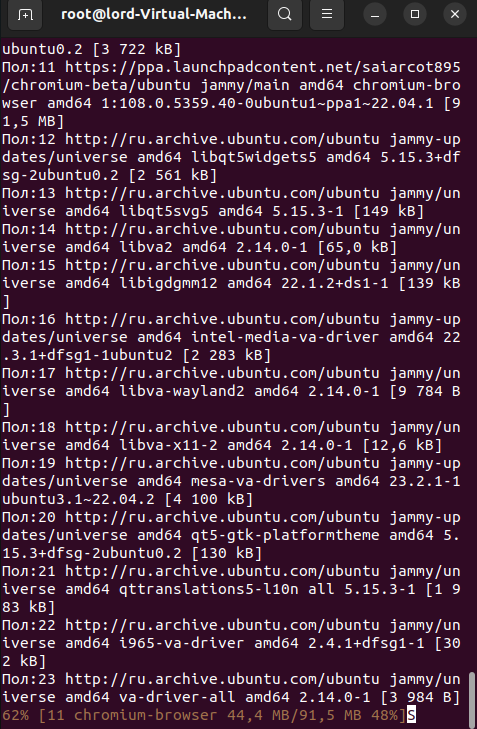 root@lord-Virtual-Mach...
ubuntu0.2 [3 722 kB]
Пол:11 https://ppa.launchpadcontent.net/saiarcot895
/chromium-beta/ubuntu jammy/main amd64 chromium-bro
wser amd64 1:108.0.5359.40-0ubuntu1~ppa1~22.04.1 [9
1,5 MB]
Пол:12 http://ru.archive.ubuntu.com/ubuntu jammy-up
dates/universe amd64 libqt5widgets5 amd64 5.15.3+df
sg-2ubuntu0.2 [2 561 kB]
Пол:13 http://ru.archive.ubuntu.com/ubuntu jammy/un
iverse amd64 libqt5svg5 amd64 5.15.3-1 [149 kB]
Пол:14 http://ru.archive.ubuntu.com/ubuntu jammy/un
iverse amd64 libva2 amd64 2.14.0-1 [65,0 kB]
Пол:15 http://ru.archive.ubuntu.com/ubuntu jammy/un
iverse amd64 libigdgmm12 amd64 22.1.2+ds1-1 [139 kB
]
Пол:16 http://ru.archive.ubuntu.com/ubuntu jammy-up
dates/universe amd64 intel-media-va-driver amd64 22
.3.1+dfsg1-1ubuntu2 [2 283 kB]
Пол:17 http://ru.archive.ubuntu.com/ubuntu jammy/un
iverse amd64 libva-wayland2 amd64 2.14.0-1 [9 784 B
]
Пол:18 http://ru.archive.ubuntu.com/ubuntu jammy/un
iverse amd64 libva-x11-2 amd64 2.14.0-1 [12,6 kB]
Пол:19 http://ru.archive.ubuntu.com/ubuntu jammy-up
dates/universe amd64 mesa-va-drivers amd64 23.2.1-1
ubuntu3.1~22.04.2 [4 100 kB]
Пол:20 http://ru.archive.ubuntu.com/ubuntu jammy-up
dates/universe amd64 qt5-gtk-platformtheme amd64 5.
15.3+dfsg-2ubuntu0.2 [130 kB]
Пол:21 http://ru.archive.ubuntu.com/ubuntu jammy/un
iverse amd64 qttranslations5-l10n all 5.15.3-1 [1 9
83 kB]
Пол:22 http://ru.archive.ubuntu.com/ubuntu jammy/un
iverse amd64 i965-va-driver amd64 2.4.1+dfsg1-1 [30
2 kB]
Пол:23 http://ru.archive.ubuntu.com/ubuntu jammy/un
iverse amd64 va-driver-all amd64 2.14.0-1 [3 984 B]
62% [11 chromium-browser 44,4 MB/91,5 MB 48%]s